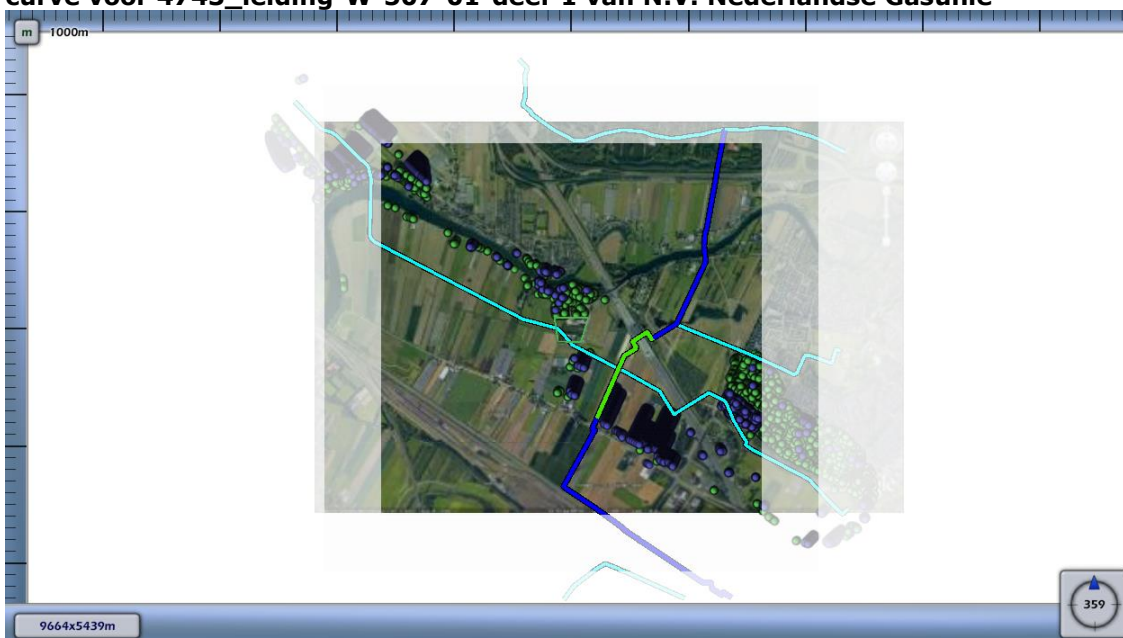 curve voor 4743_leiding-W-507-01-deel-1 van N.V. Nederlandse Gasunie
m
1000m
359
9664x5439m